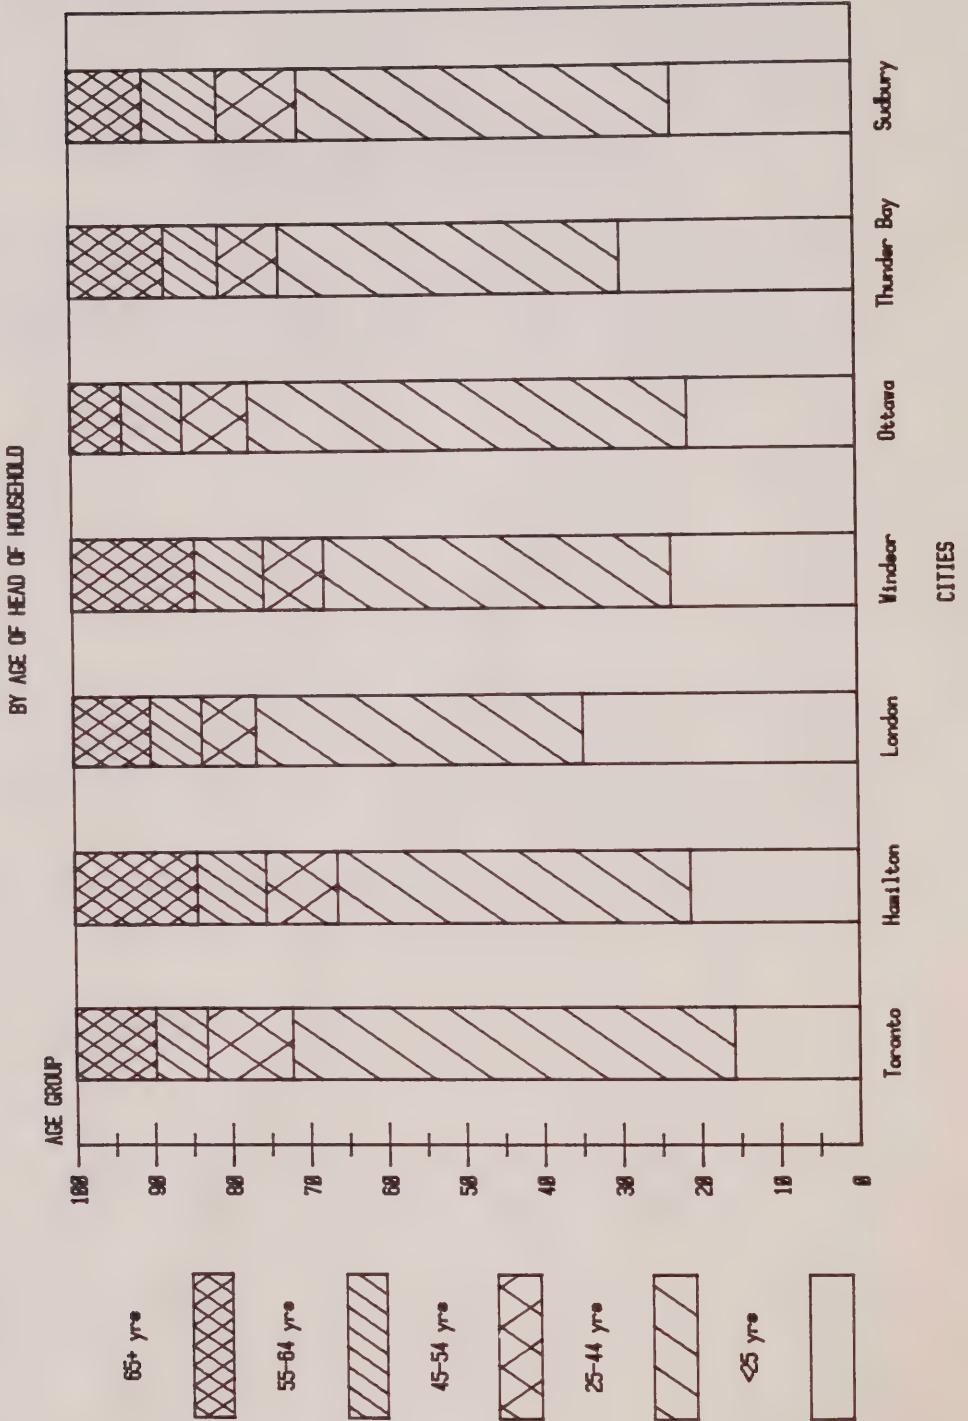 BY AGE OF HEAD OF HOUSEHOLD
AGE GROUP
100
90
80
70
60
50
40
30
20
10
0
Toronto
Hamilton
London
Windsor
Ottawa
Thunder Bay
Sudbury
CITIES
65+ yrs
55-64 yrs
45-54 yrs
25-44 yrs
<25 yrs